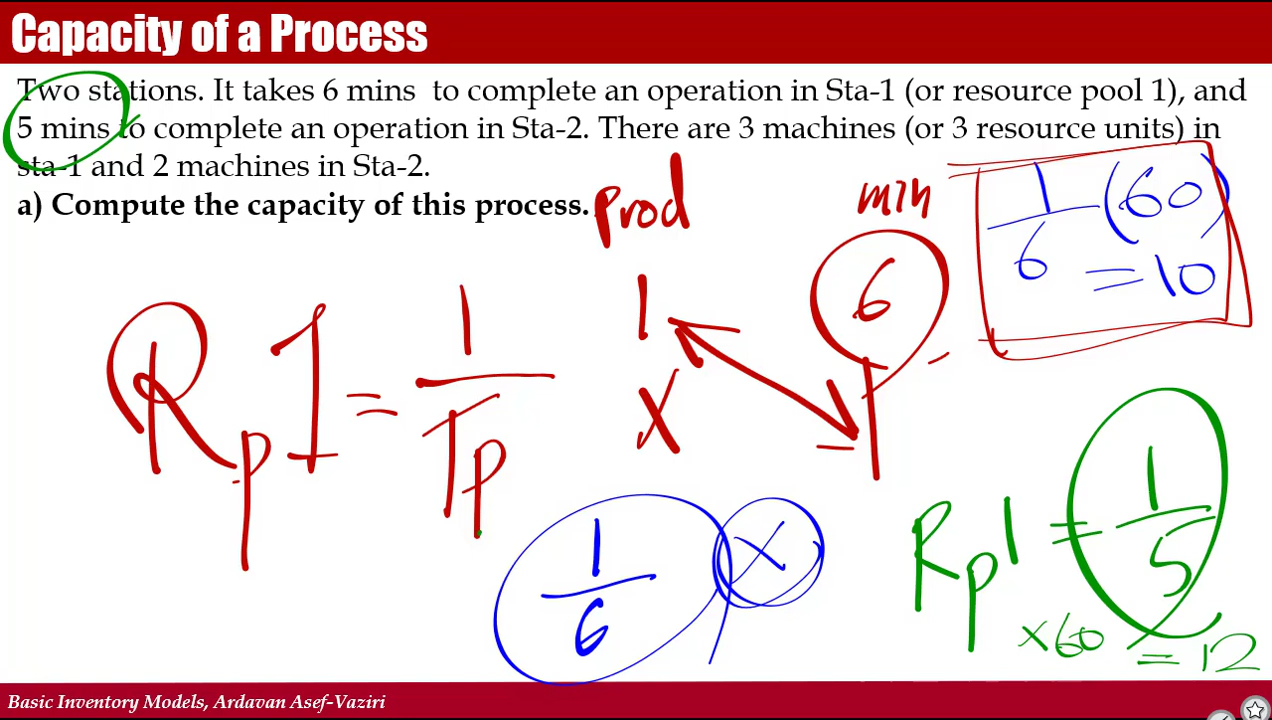 Capacity of a Process
Two stations. It takes 6 mins to complete an operation in Sta-1 (or resource pool 1), and
5 mins to complete an operation in Sta-2. There are 3 machines (or 3 resource units) in
sta-1 and 2 machines in Sta-2.
a) Compute the capacity of this process.
Prod
min
1/6 (60)
= 10
1
6
Rp1 = 1/Tp
X
1
1/6
X
Rp1 = 1/5
x60 = 12
Basic Inventory Models, Ardavan Asef-Vaziri